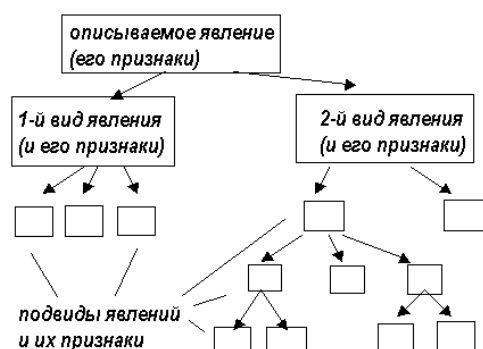 описываемое явление
(его признаки)
1-й вид явления
(и его признаки)
2-й вид явления
(и его признаки)
подвиды явлений
и их признаки